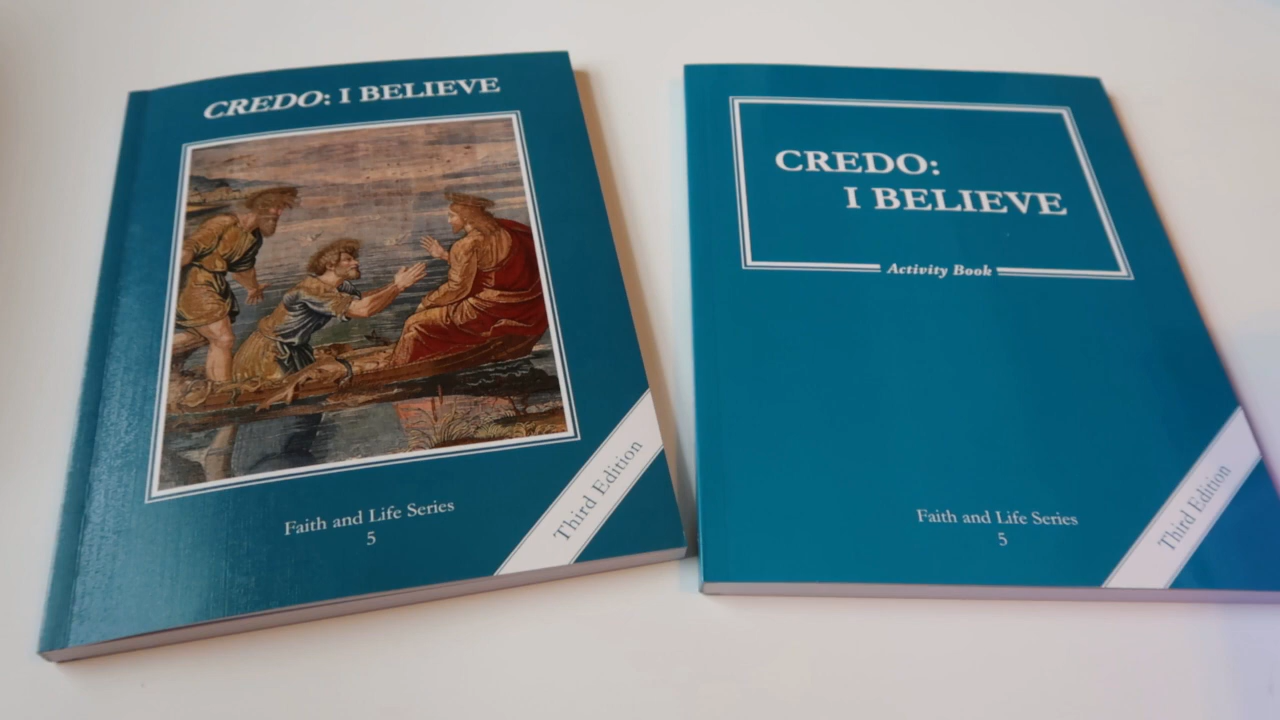 CREDO: I BELIEVE
Faith and Life Series
5
Third Edition
CREDO:
I BELIEVE
Activity Book
Faith and Life Series
5
Third Edition